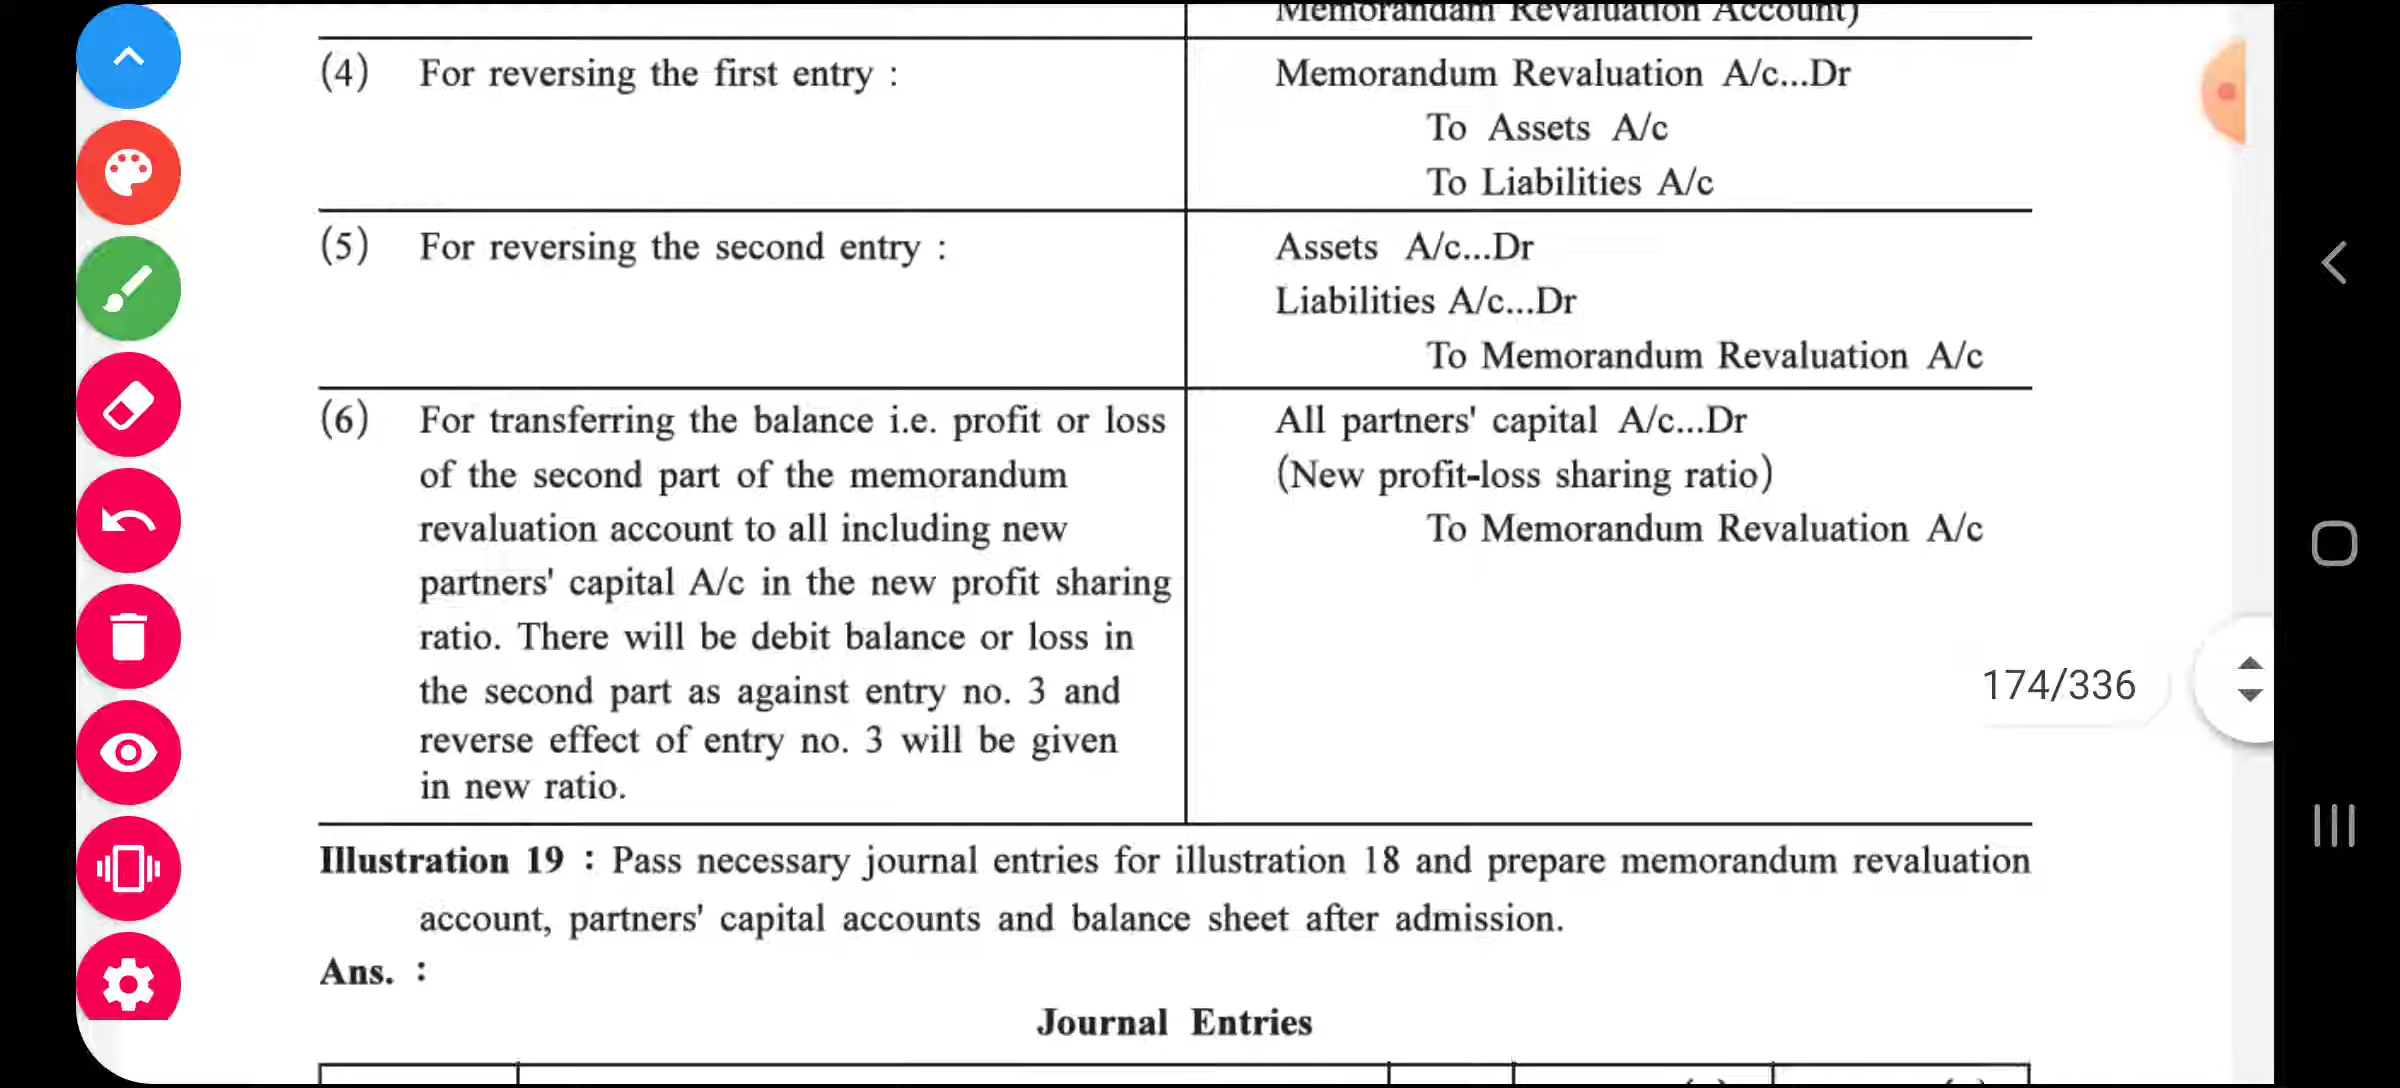 Memorandam Revaluation Account)
(4) For reversing the first entry : Memorandum Revaluation A/c...Dr
To Assets A/c
To Liabilities A/c
(5) For reversing the second entry : Assets A/c...Dr
Liabilities A/c...Dr
To Memorandum Revaluation A/c
(6) For transferring the balance i.e. profit or loss
of the second part of the memorandum
revaluation account to all including new
partners' capital A/c in the new profit sharing
ratio. There will be debit balance or loss in
the second part as against entry no. 3 and
reverse effect of entry no. 3 will be given
in new ratio.
All partners' capital A/c...Dr
(New profit-loss sharing ratio)
To Memorandum Revaluation A/c
174/336
Illustration 19 : Pass necessary journal entries for illustration 18 and prepare memorandum revaluation
account, partners' capital accounts and balance sheet after admission.
Ans. :
Journal Entries